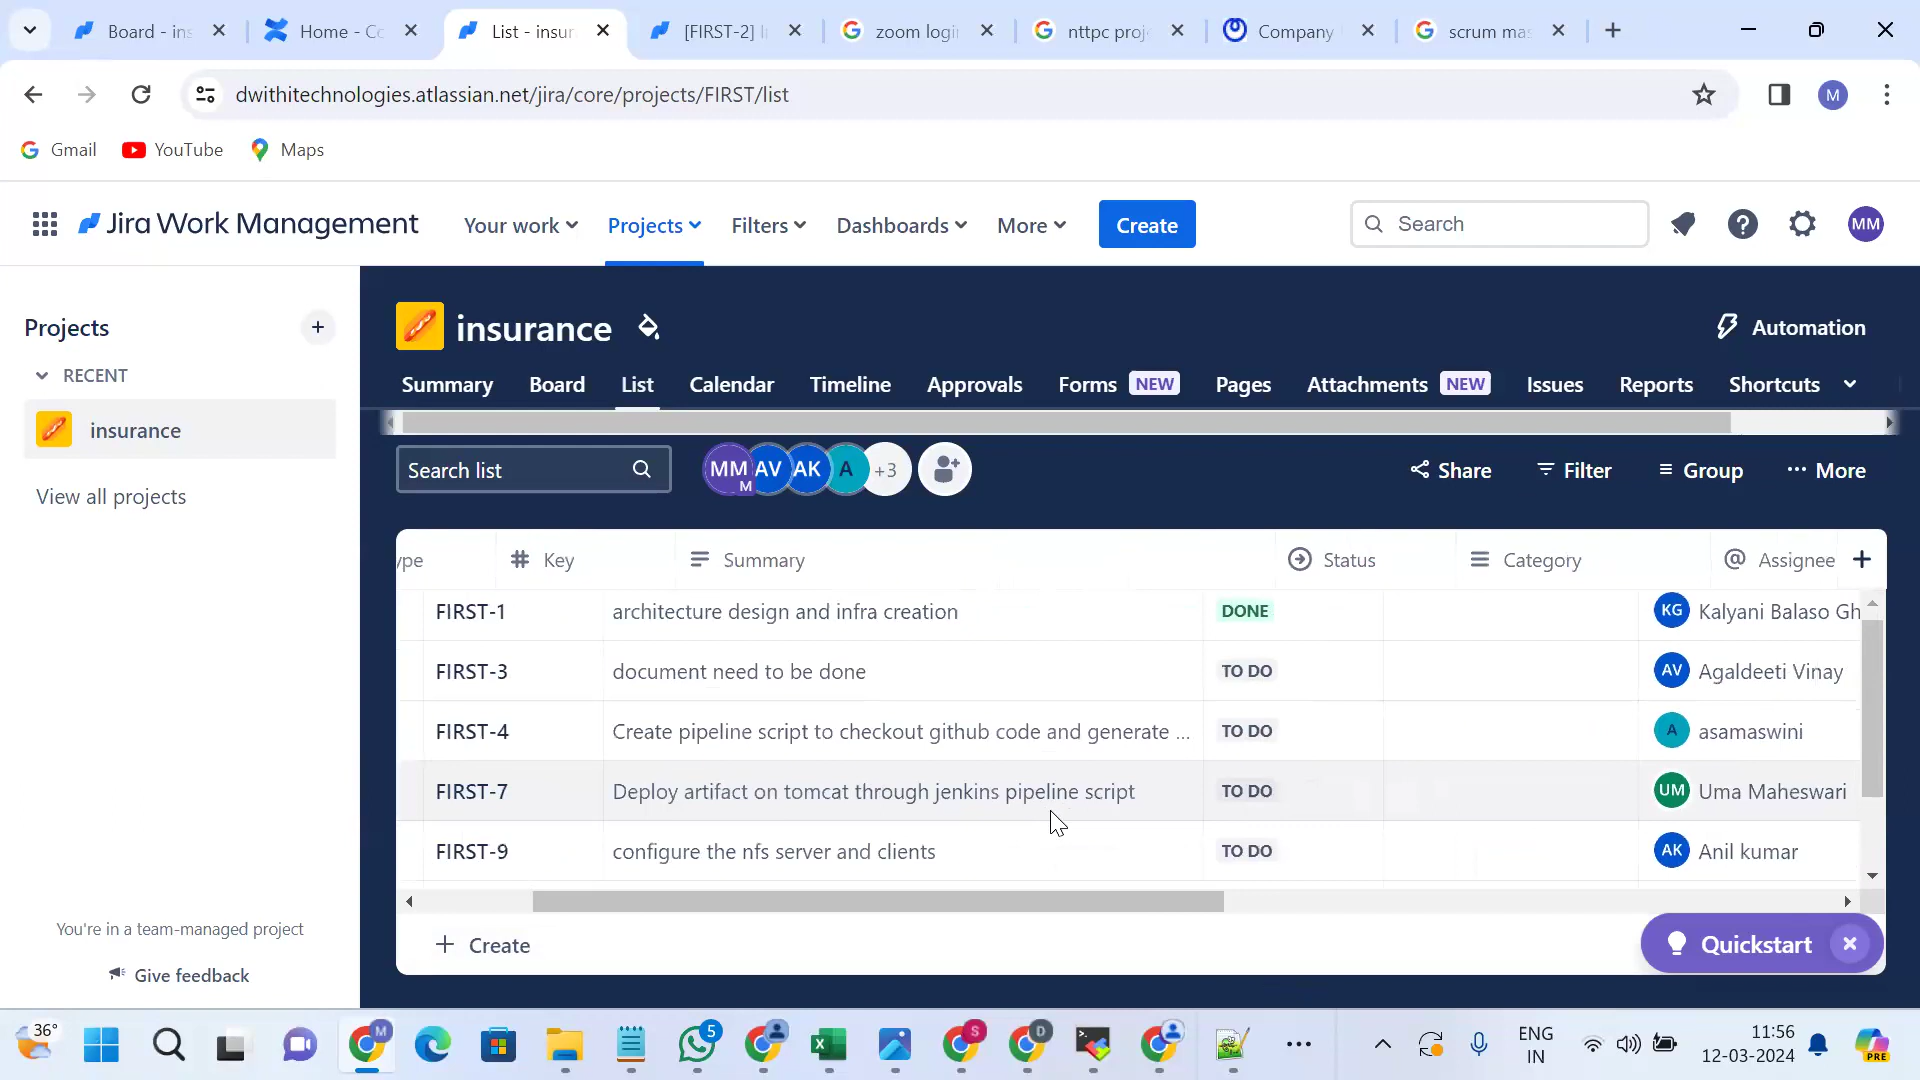 Board - ins
Home - Co
List - insur
[FIRST-2] I
zoom logi
nttpc proj
Company
scrum mas
dwithitechnologies.atlassian.net/jira/core/projects/FIRST/list
M
Gmail
YouTube
Maps
Jira Work Management
Your work
Projects
Filters
Dashboards
More
Create
Search
MM
Projects
RECENT
insurance
View all projects
You're in a team-managed project
Give feedback
insurance
Automation
Summary
Board
List
Calendar
Timeline
Approvals
Forms NEW
Pages
Attachments NEW
Issues
Reports
Shortcuts
Search list
MM
M
AV
AK
A
+3
Share
Filter
Group
More
ype
Key
Summary
Status
Category
Assignee
FIRST-1 architecture design and infra creation DONE KG Kalyani Balaso Gh
FIRST-3 document need to be done TO DO AV Agaldeeti Vinay
FIRST-4 Create pipeline script to checkout github code and generate ... TO DO A asamaswini
FIRST-7 Deploy artifact on tomcat through jenkins pipeline script TO DO UM Uma Maheswari
FIRST-9 configure the nfs server and clients TO DO AK Anil kumar
Create
Quickstart
36°
M
5
S
D
ENG
IN
11:56
12-03-2024
PRE